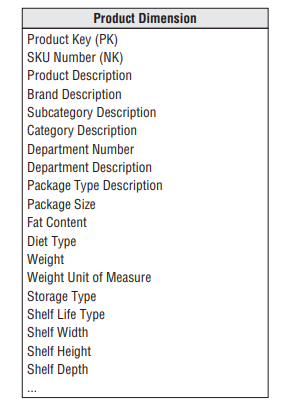 Product Dimension
Product Key (PK)
SKU Number (NK)
Product Description
Brand Description
Subcategory Description
Category Description
Department Number
Department Description
Package Type Description
Package Size
Fat Content
Diet Type
Weight
Weight Unit of Measure
Storage Type
Shelf Life Type
Shelf Width
Shelf Height
Shelf Depth
...